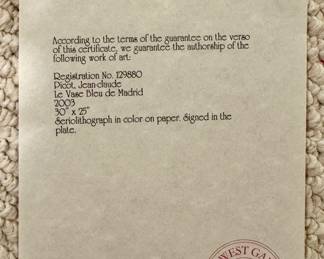 According to the terms of the guarantee on the verso
of this certificate, we guarantee the authorship of the
following work of art:
Registration No. 129880
Picot, Jean-claude
Le Vase Bleu de Madrid
2003
30" x 25"
Seriolithograph in color on paper. Signed in the
plate.
WEST GA